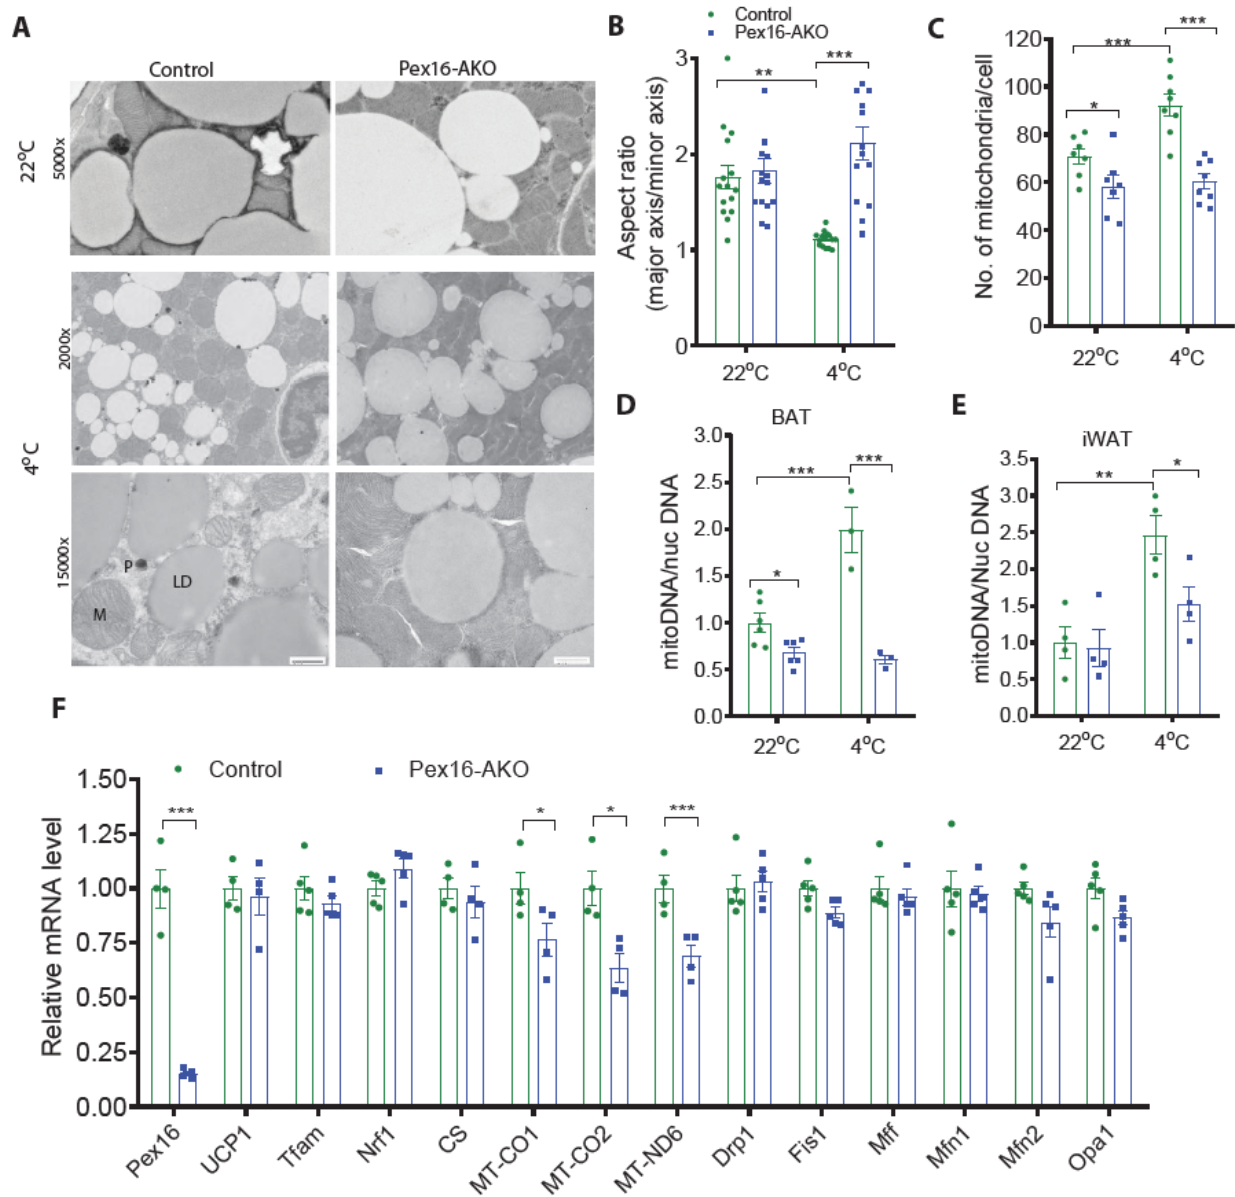 A
Control
Pex16-AKO
22°C
5000x
4°C
2000x
15000x
P
LD
M
B
Control
Pex16-AKO
Aspect ratio
(major axis/minor axis)
3
2
1
0
**
***
22°C
4°C
C
No. of mitochondria/cell
120
100
80
60
40
20
0
*
***
***
22°C
4°C
D
BAT
mitoDNA/nuc DNA
3.0
2.5
2.0
1.5
1.0
0.5
0.0
*
***
***
22°C
4°C
E
iWAT
mitoDNA/Nuc DNA
3.5
3.0
2.5
2.0
1.5
1.0
0.5
0.0
**
*
22°C
4°C
F
Control
Pex16-AKO
Relative mRNA level
1.50
1.25
1.00
0.75
0.50
0.25
0.00
***
*
*
***
Pex16
UCP1
Tfam
Nrf1
CS
MT-CO1
MT-CO2
MT-ND6
Drp1
Fis1
Mff
Mfn1
Mfn2
Opa1